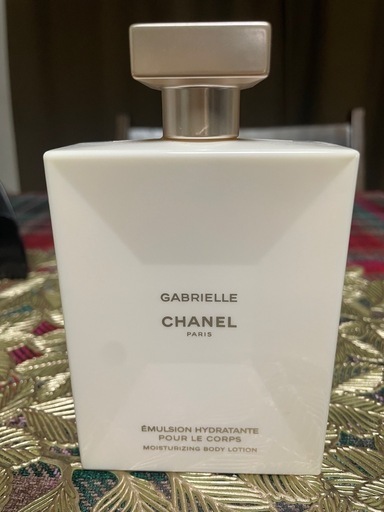 GABRIELLE
CHANEL
PARIS
ÉMULSION HYDRATANTE
POUR LE CORPS
MOISTURIZING BODY LOTION